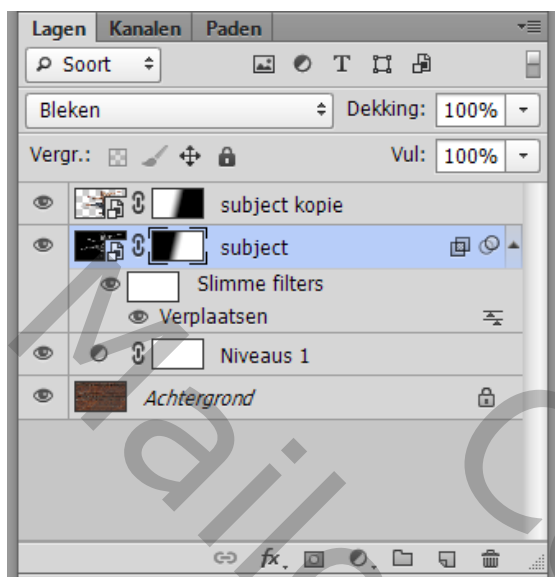 Lagen Kanalen Paden
Soort
Bleken Dekking: 100%
Vergr.: Vul: 100%
subject kopie
subject
Slimme filters
Verplaatsen
Niveaus 1
Achtergrond
fx.